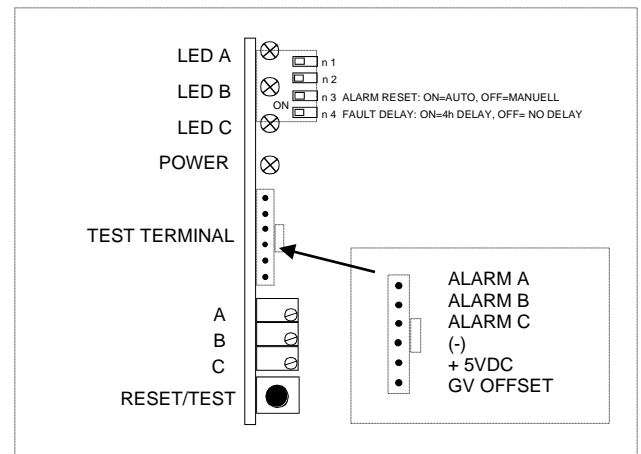 LED A
n 1
n 2
LED B
n 3 ALARM RESET: ON=AUTO, OFF=MANUELL
ON
n 4 FAULT DELAY: ON=4h DELAY, OFF= NO DELAY
LED C
POWER
TEST TERMINAL
ALARM A
ALARM B
ALARM C
(-)
+ 5VDC
GV OFFSET
A
B
C
RESET/TEST